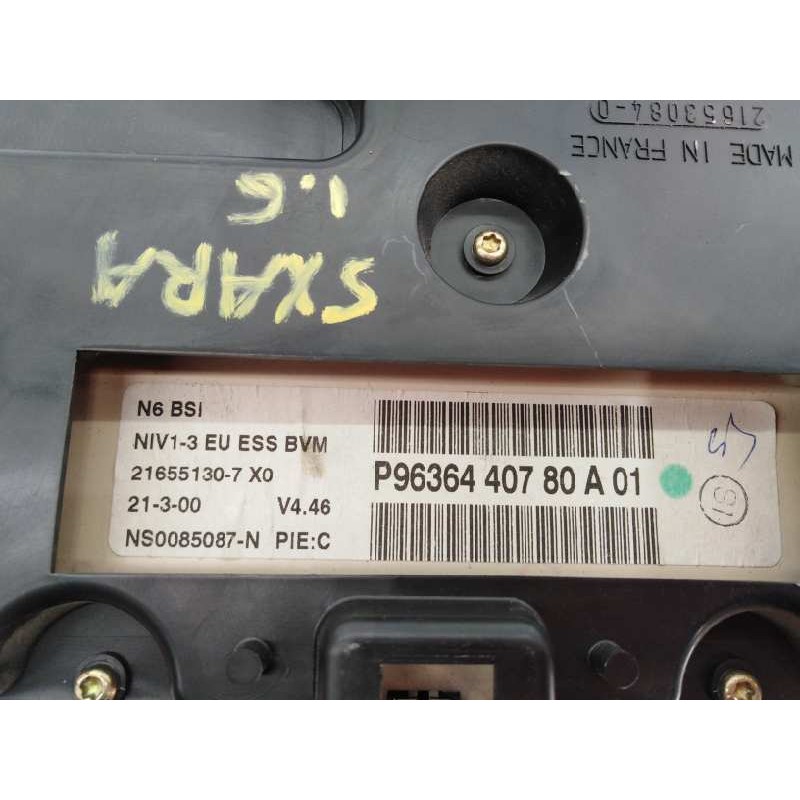 21653084-0
MADE IN FRANCE
1.6
SXARA
N6 BSI
NIV1-3 EU ESS BVM
21655130-7 X0
21-3-00 V4.46
NS0085087-N PIE:C
P96364 407 80 A 01